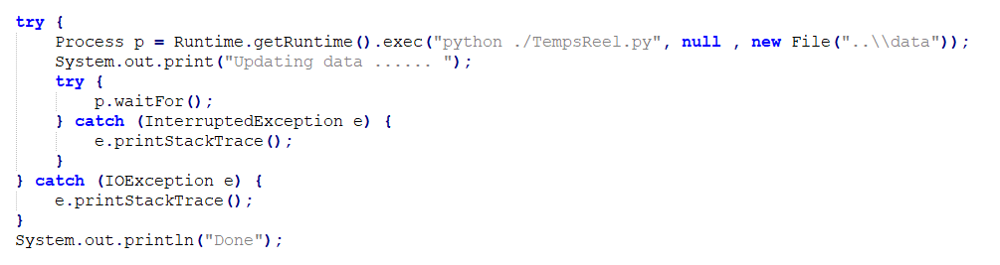 try {
    Process p = Runtime.getRuntime().exec("python ./TempsReel.py", null , new File("..\\data"));
    System.out.print("Updating data ...... ");
    try {
        p.waitFor();
    } catch (InterruptedException e) {
        e.printStackTrace();
    }
} catch (IOException e) {
    e.printStackTrace();
}
System.out.println("Done");